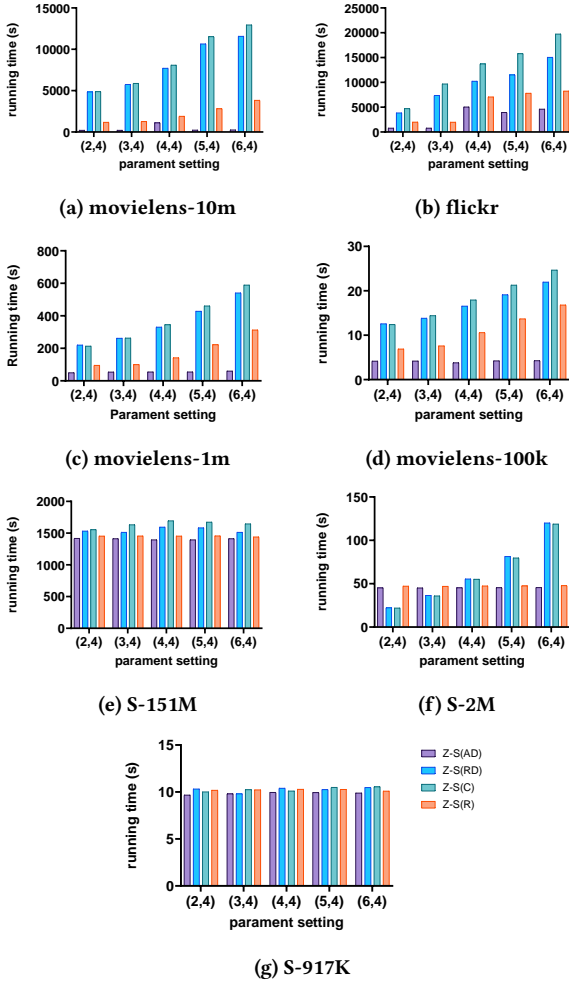 running time (s)
15000
10000
5000
0
(2,4) (3,4) (4,4) (5,4) (6,4)
parament setting
(a) movielens-10m
running time (s)
25000
20000
15000
10000
5000
0
(2,4) (3,4) (4,4) (5,4) (6,4)
parament setting
(b) flickr
Running time (s)
800
600
400
200
0
(2,4) (3,4) (4,4) (5,4) (6,4)
Parament setting
(c) movielens-1m
Running time (s)
30
20
10
0
(2,4) (3,4) (4,4) (5,4) (6,4)
parament setting
(d) movielens-100k
running time (s)
2000
1500
1000
500
0
(2,4) (3,4) (4,4) (5,4) (6,4)
parament setting
(e) S-151M
running time (s)
150
100
50
0
(2,4) (3,4) (4,4) (5,4) (6,4)
parament setting
(f) S-2M
running time (s)
15
10
5
0
(2,4) (3,4) (4,4) (5,4) (6,4)
parament setting
Z-S(AD)
Z-S(RD)
Z-S(C)
Z-S(R)
(g) S-917K